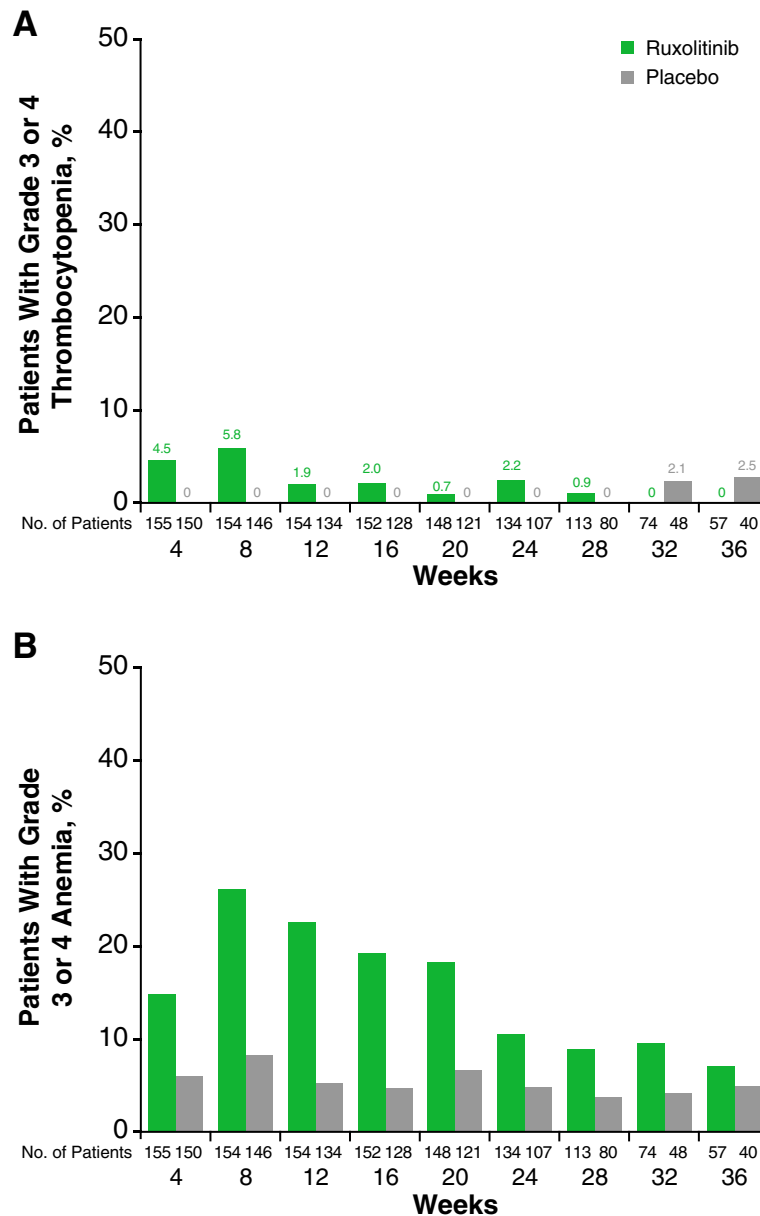 A
Patients With Grade 3 or 4
Thrombocytopenia, %
50
40
30
20
10
0
Ruxolitinib
Placebo
4.5 0 5.8 0 1.9 0 2.0 0 0.7 0 2.2 0 0.9 0 0 2.1 0 2.5
No. of Patients 155 150 154 146 154 134 152 128 148 121 134 107 113 80 74 48 57 40
4 8 12 16 20 24 28 32 36
Weeks
B
Patients With Grade
3 or 4 Anemia, %
50
40
30
20
10
0
No. of Patients 155 150 154 146 154 134 152 128 148 121 134 107 113 80 74 48 57 40
4 8 12 16 20 24 28 32 36
Weeks